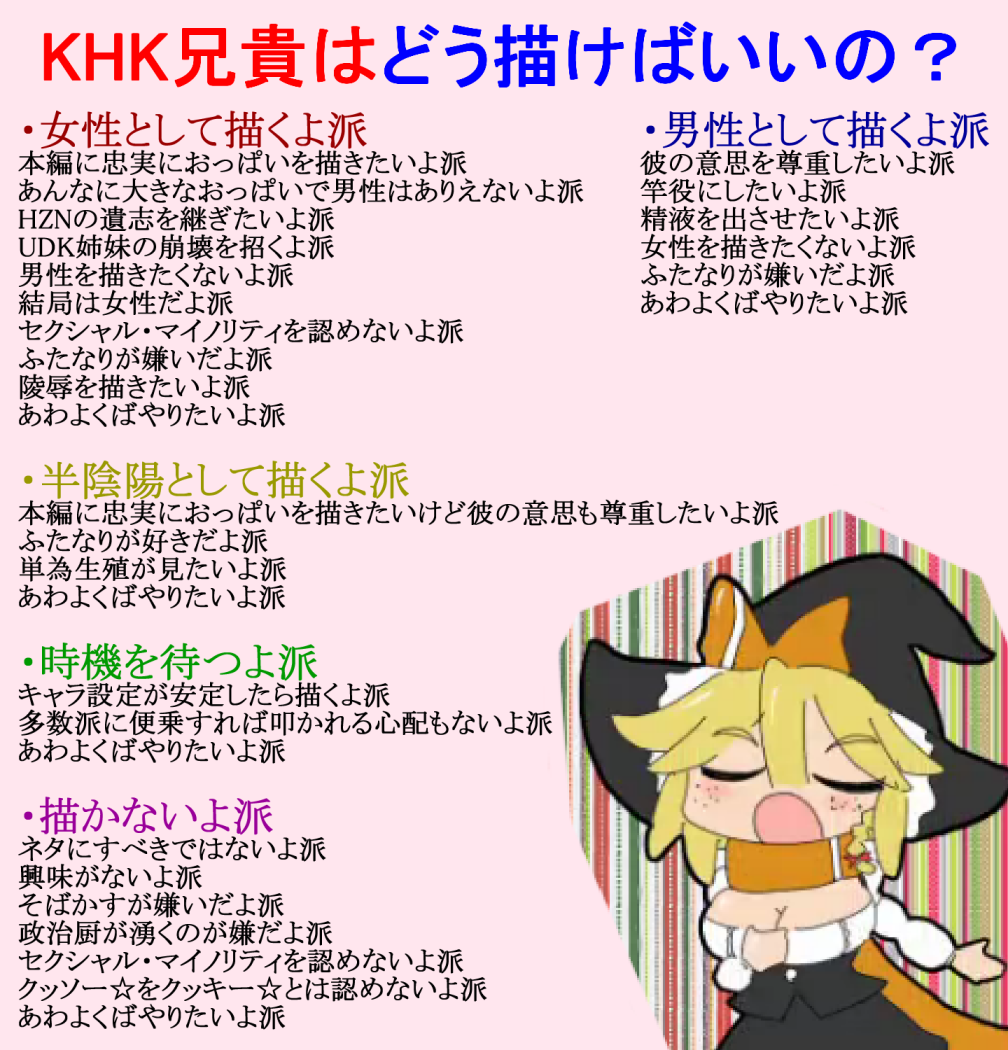 KHK兄貴はどう描けばいいの？
・女性として描くよ派
本編に忠実におっぱいを描きたいよ派
あんなに大きなおっぱいで男性はありえないよ派
HZNの遺志を継ぎたいよ派
UDK姉妹の崩壊を招くよ派
男性を描きたくないよ派
結局は女性だよ派
セクシャル・マイノリティを認めないよ派
ふたなりが嫌いだよ派
陵辱を描きたいよ派
あわよくばやりたいよ派
・男性として描くよ派
彼の意思を尊重したいよ派
竿役にしたいよ派
精液を出させたいよ派
女性を描きたくないよ派
ふたなりが嫌いだよ派
あわよくばやりたいよ派
・半陰陽として描くよ派
本編に忠実におっぱいを描きたいけど彼の意思も尊重したいよ派
ふたなりが好きだよ派
単為生殖が見たいよ派
あわよくばやりたいよ派
・時機を待つよ派
キャラ設定が安定したら描くよ派
多数派に便乗すれば叩かれる心配もないよ派
あわよくばやりたいよ派
・描かないよ派
ネタにすべきではないよ派
興味がないよ派
そばかすが嫌いだよ派
政治厨が湧くのが嫌だよ派
セクシャル・マイノリティを認めないよ派
クッソー☆をクッキー☆とは認めないよ派
あわよくばやりたいよ派